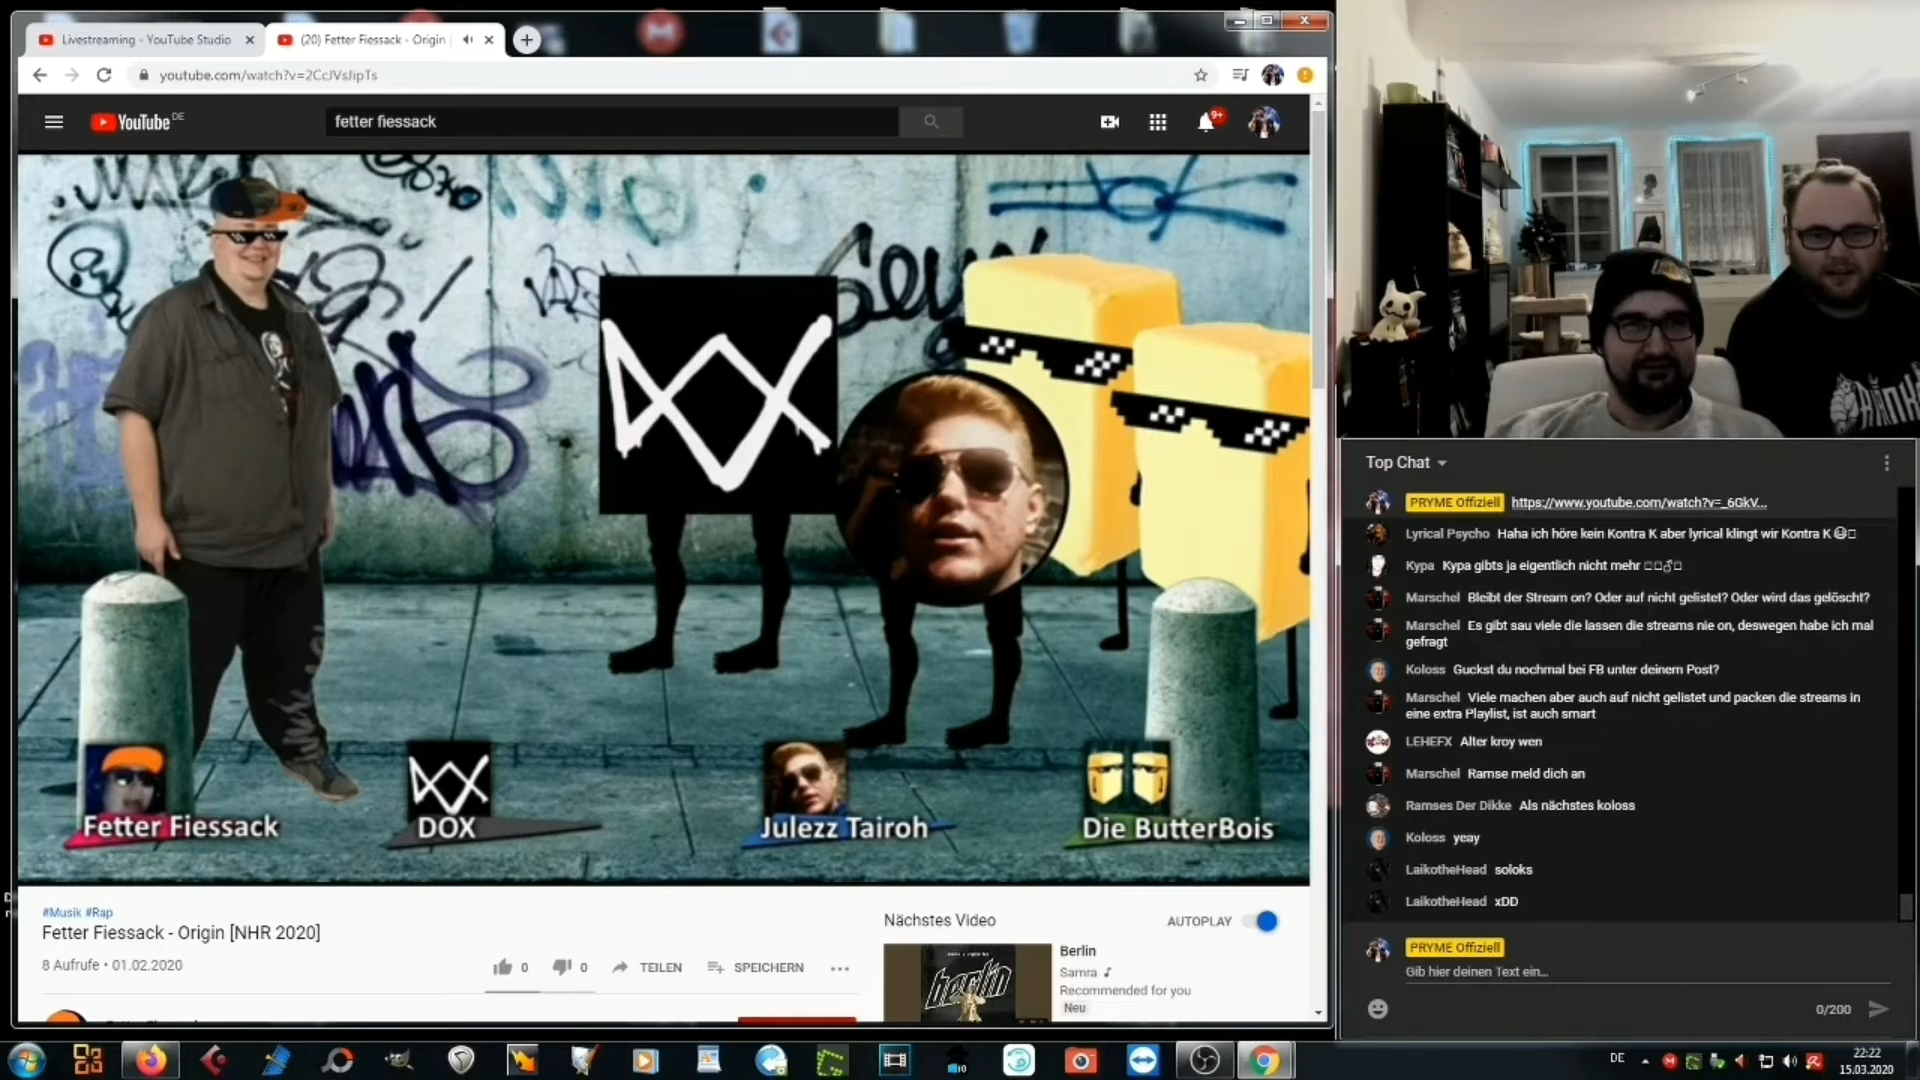 Livestreaming - YouTube Studio
(20) Fetter Fiessack - Origin
youtube.com/watch?v=2CcJVsJipTs
YouTube DE
fetter fiessack
9+
Fetter Fiessack
DOX
Julezz Tairoh
Die ButterBois
#Musik #Rap
Fetter Fiessack - Origin [NHR 2020]
8 Aufrufe • 01.02.2020
0
0
TEILEN
SPEICHERN
Nächstes Video
AUTOPLAY
berlin
Berlin
Samra
Recommended for you
Neu
Top Chat
PRYME Offiziell https://www.youtube.com/watch?v=_6GkV...
Lyrical Psycho Haha ich höre kein Kontra K aber lyrical klingt wir Kontra K
Kypa Kypa gibts ja eigentlich nicht mehr
Marschel Bleibt der Stream on? Oder auf nicht gelistet? Oder wird das gelöscht?
Marschel Es gibt sau viele die lassen die streams nie on, deswegen habe ich mal
gefragt
Koloss Guckst du nochmal bei FB unter deinem Post?
Marschel Viele machen aber auch auf nicht gelistet und packen die streams in
eine extra Playlist, ist auch smart
LEHEFX Alter kroy wen
Marschel Ramse meld dich an
Ramses Der Dikke Als nächstes koloss
Koloss yeay
LaikotheHead soloks
LaikotheHead xDD
PRYME Offiziell
Gib hier deinen Text ein...
0/200
DE
22:22
15.03.2020